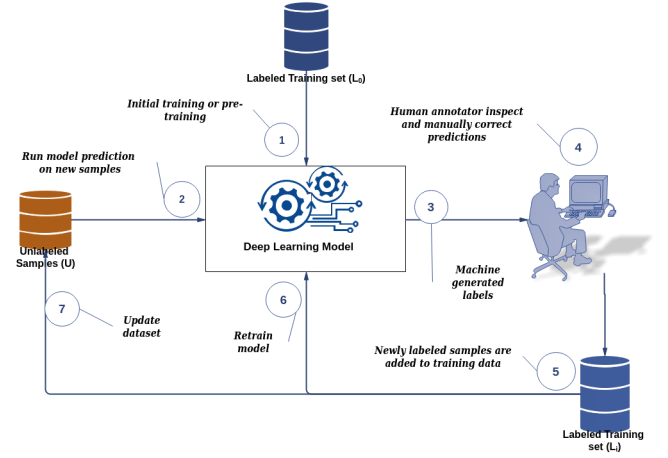 Labeled Training set (L₀)
Initial training or pre-
training
1
Human annotator inspect
and manually correct
predictions
4
Run model prediction
on new samples
2
3
Deep Learning Model
Unlabeled
Samples (U)
Machine
generated
labels
7
Update
dataset
6
Retrain
model
Newly labeled samples are
added to training data
5
Labeled Training
set (Lᵢ)